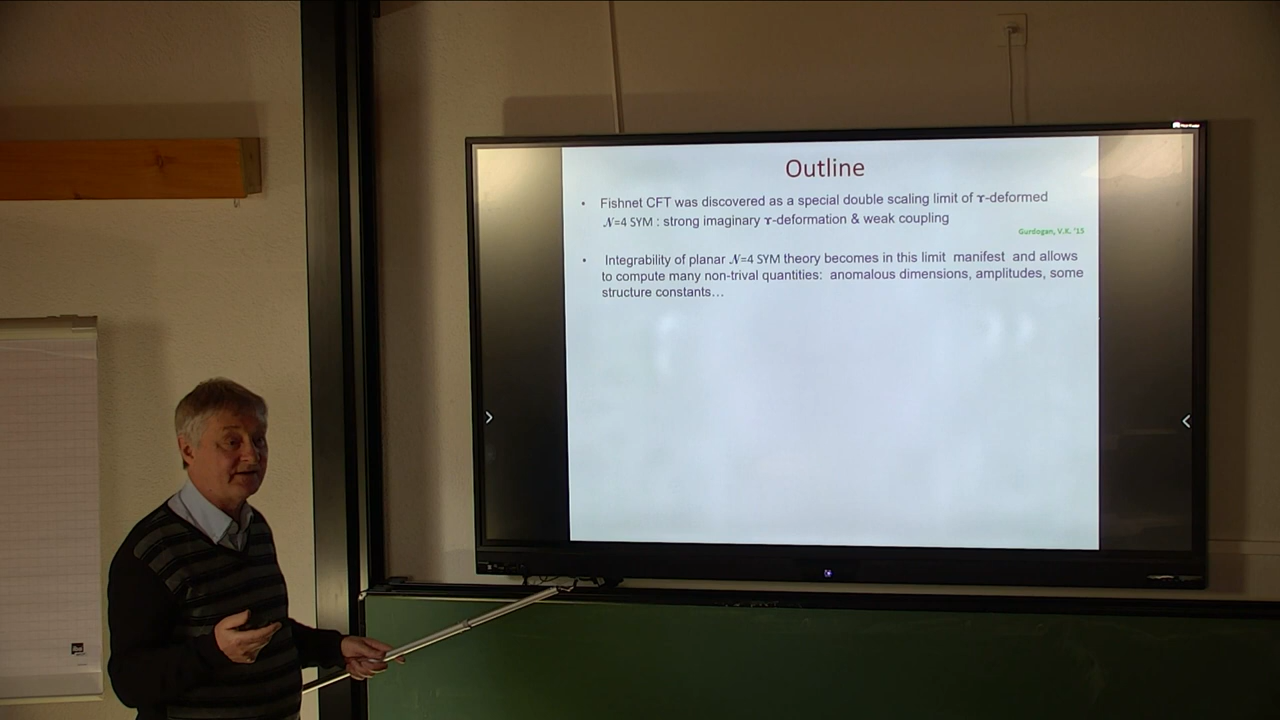 Outline
• Fishnet CFT was discovered as a special double scaling limit of ɤ-deformed
𝒩=4 SYM : strong imaginary ɤ-deformation & weak coupling
Gurdogan, V.K. '15
• Integrability of planar 𝒩=4 SYM theory becomes in this limit manifest and allows
to compute many non-trival quantities: anomalous dimensions, amplitudes, some
structure constants…